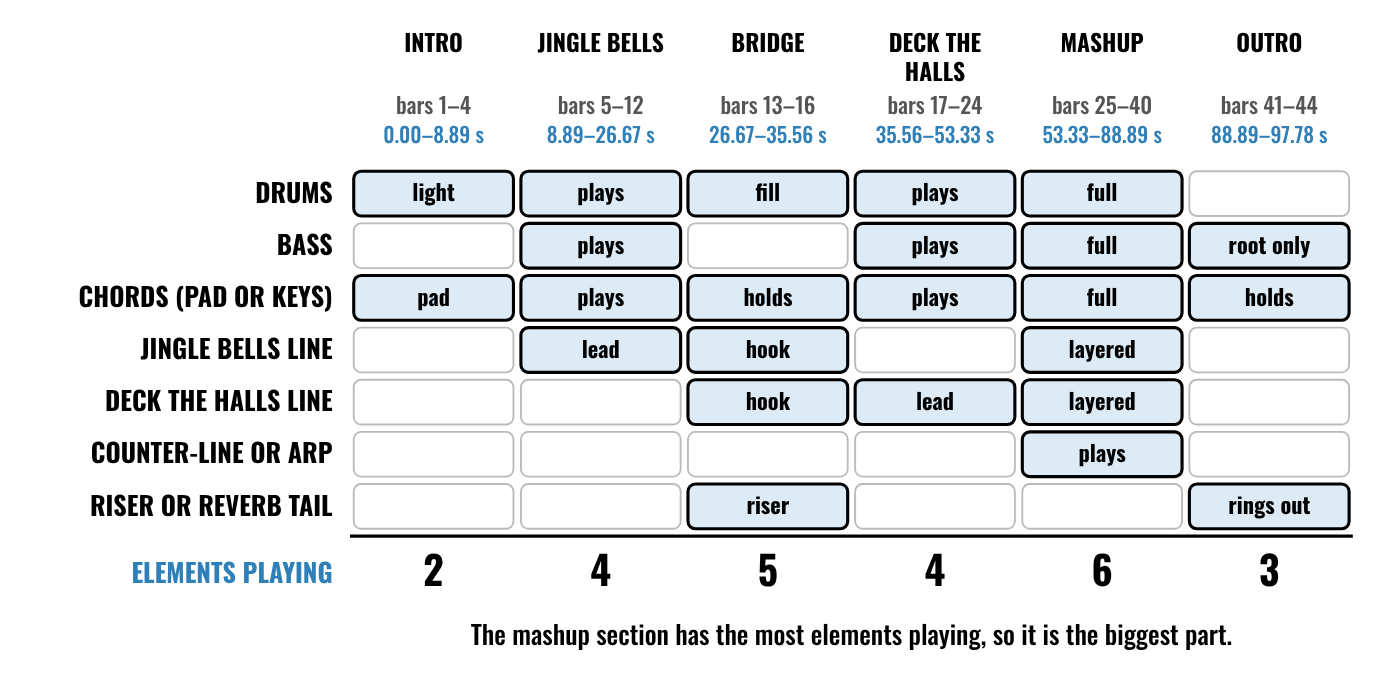 INTRO
JINGLE BELLS
BRIDGE
DECK THE
HALLS
MASHUP
OUTRO
bars 1–4
bars 5–12
bars 13–16
bars 17–24
bars 25–40
bars 41–44
0.00–8.89 s
8.89–26.67 s
26.67–35.56 s
35.56–53.33 s
53.33–88.89 s
88.89–97.78 s
DRUMS
light
plays
fill
plays
full
BASS
plays
plays
full
root only
CHORDS (PAD OR KEYS)
pad
plays
holds
plays
full
holds
JINGLE BELLS LINE
lead
hook
layered
DECK THE HALLS LINE
hook
lead
layered
COUNTER-LINE OR ARP
plays
RISER OR REVERB TAIL
riser
rings out
ELEMENTS PLAYING
2
4
5
4
6
3
The mashup section has the most elements playing, so it is the biggest part.